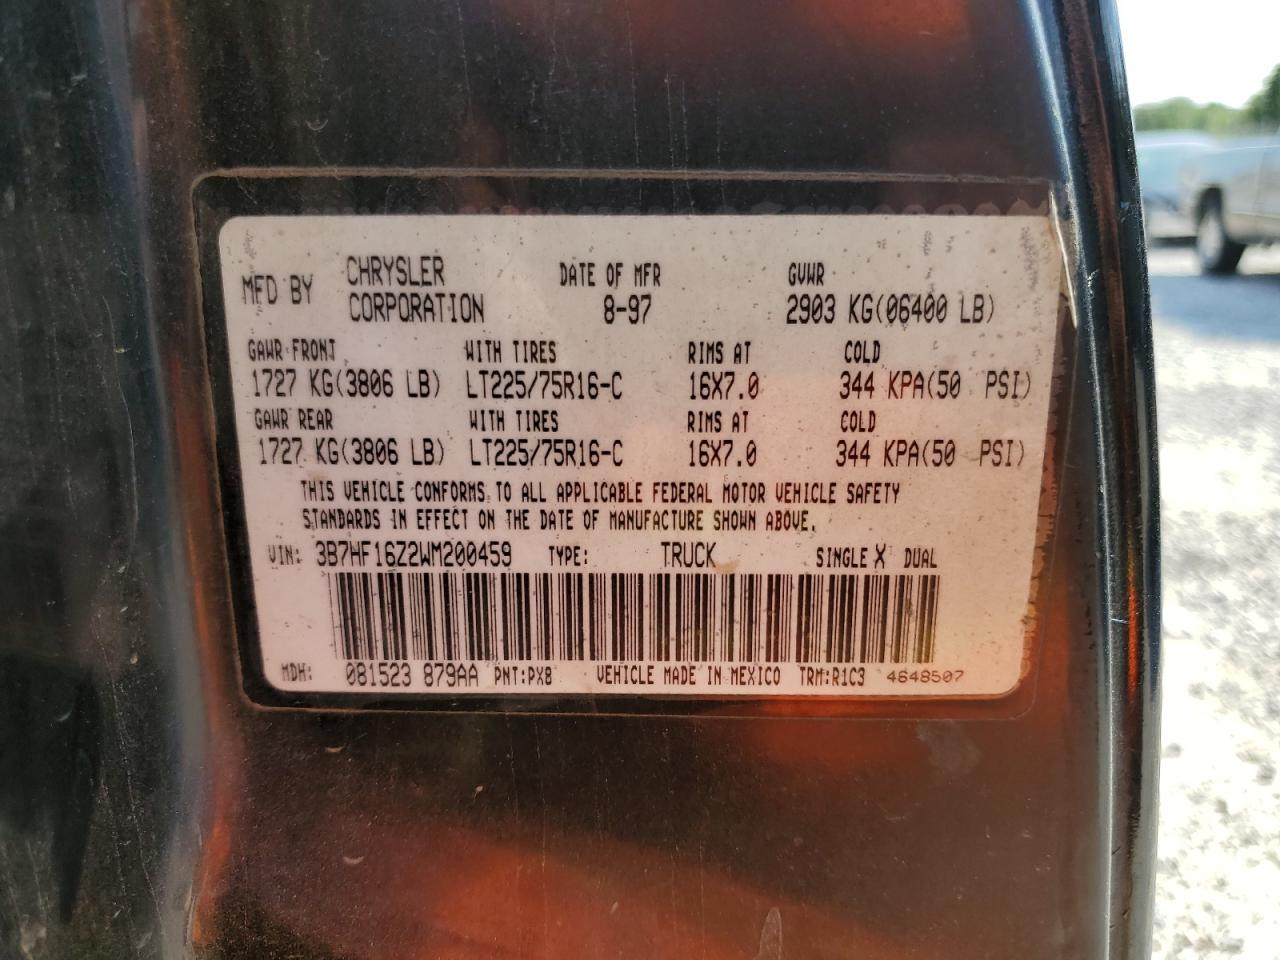 MFD BY CHRYSLER CORPORATION DATE OF MFR 8-97 GVWR 2903 KG(06400 LB)
GAWR FRONT WITH TIRES RIMS AT COLD
1727 KG(3806 LB) LT225/75R16-C 16X7.0 344 KPA(50 PSI)
GAWR REAR WITH TIRES RIMS AT COLD
1727 KG(3806 LB) LT225/75R16-C 16X7.0 344 KPA(50 PSI)
THIS VEHICLE CONFORMS TO ALL APPLICABLE FEDERAL MOTOR VEHICLE SAFETY
STANDARDS IN EFFECT ON THE DATE OF MANUFACTURE SHOWN ABOVE.
VIN: 3B7HF16Z2WM200459 TYPE: TRUCK SINGLE X DUAL
MDH: 081523 879AA PNT:PX8 VEHICLE MADE IN MEXICO TRM:R1C3 4648507